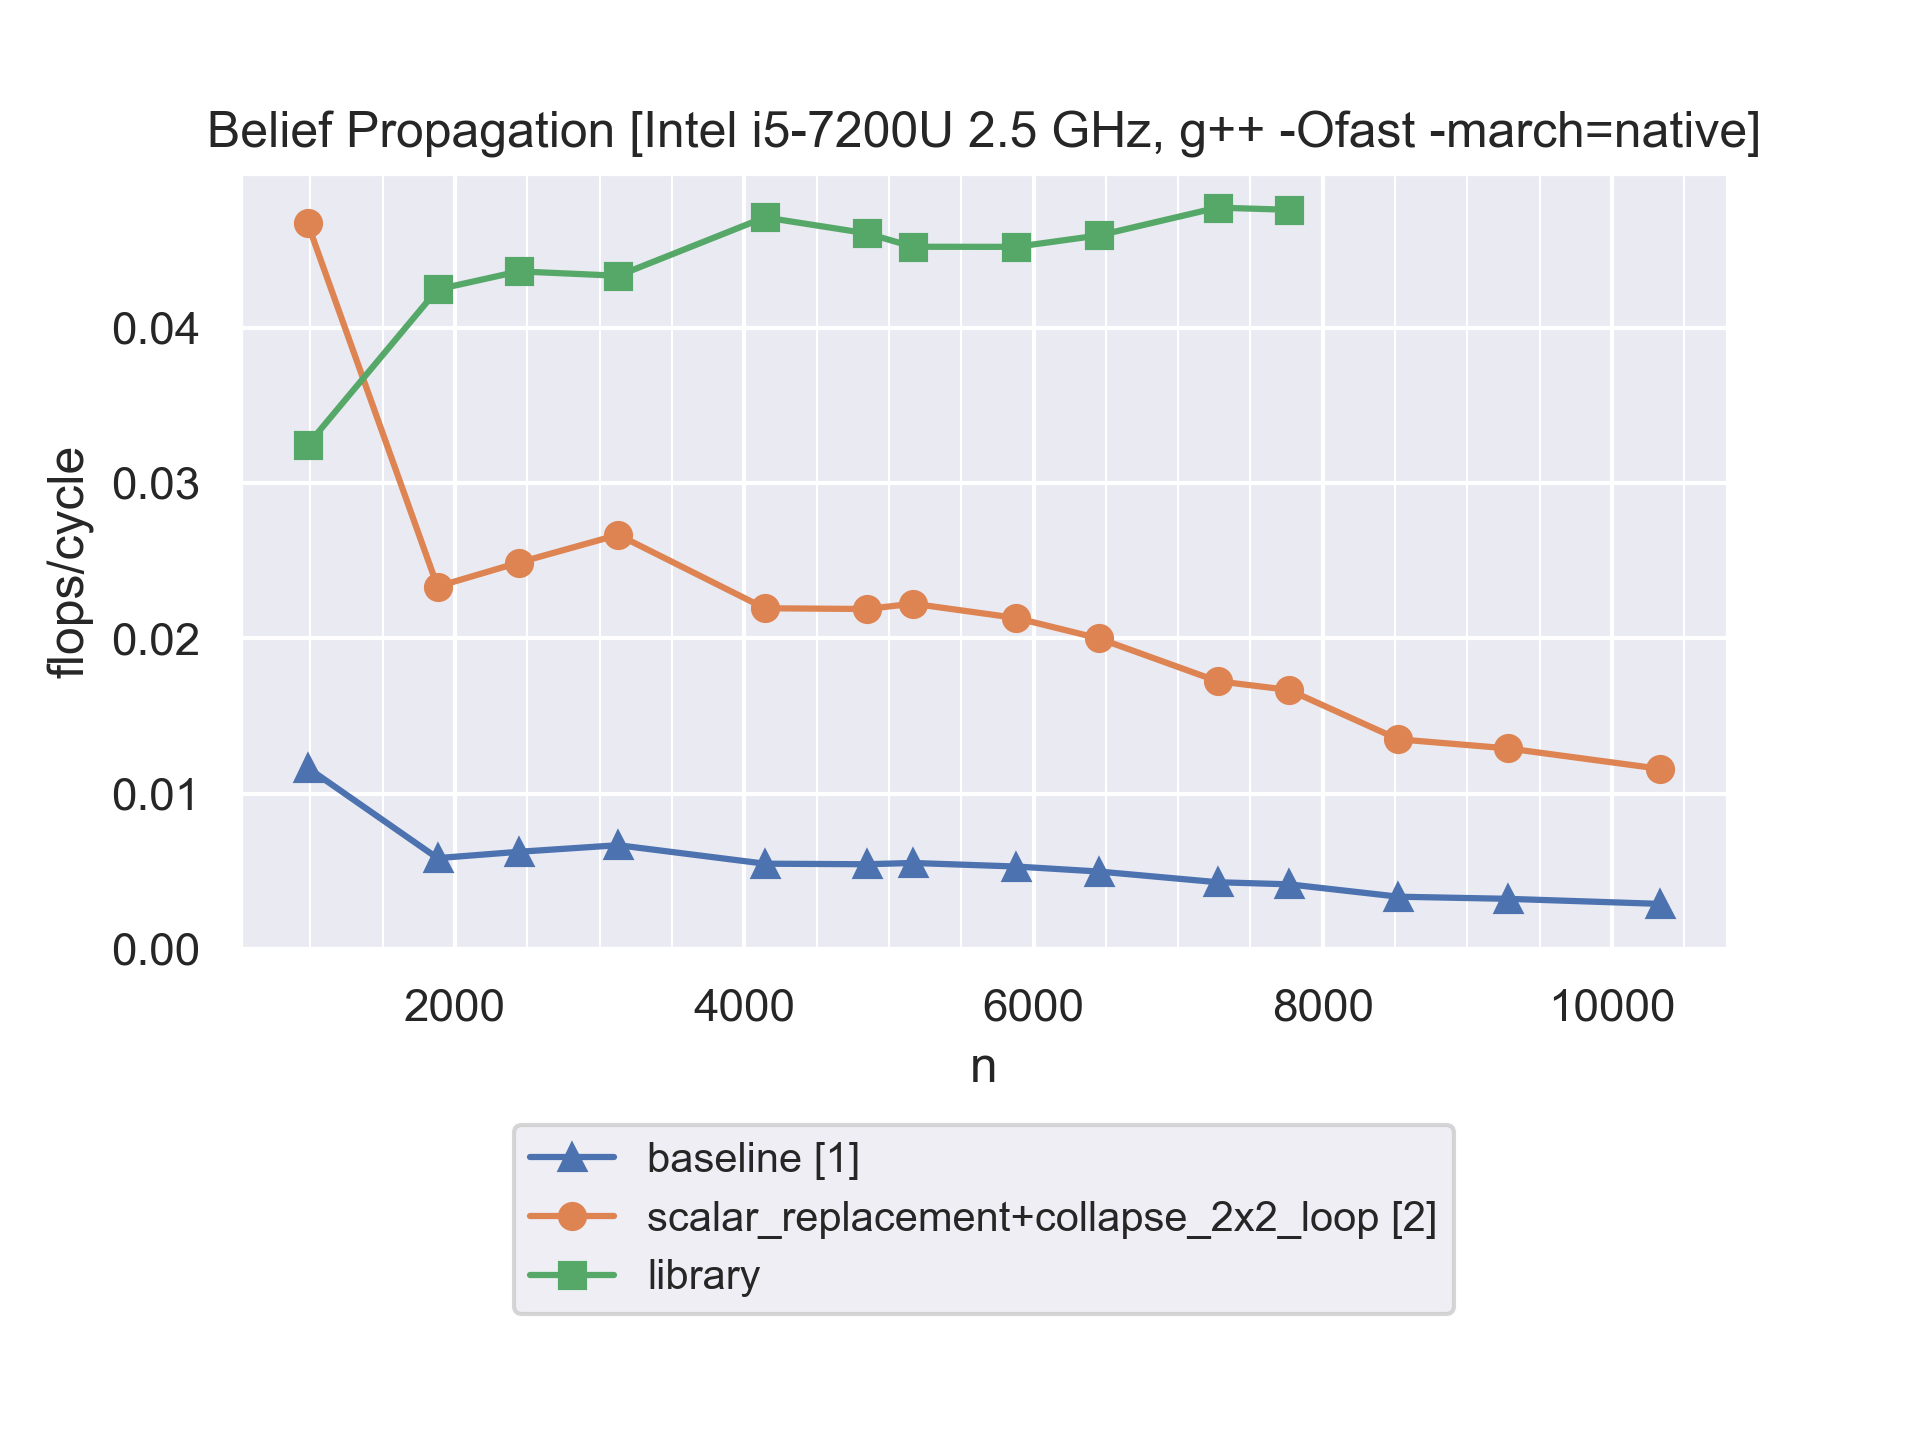 Belief Propagation [Intel i5-7200U 2.5 GHz, g++ -Ofast -march=native]
flops/cycle
0.04
0.03
0.02
0.01
0.00
2000 4000 6000 8000 10000
n
baseline [1]
scalar_replacement+collapse_2x2_loop [2]
library